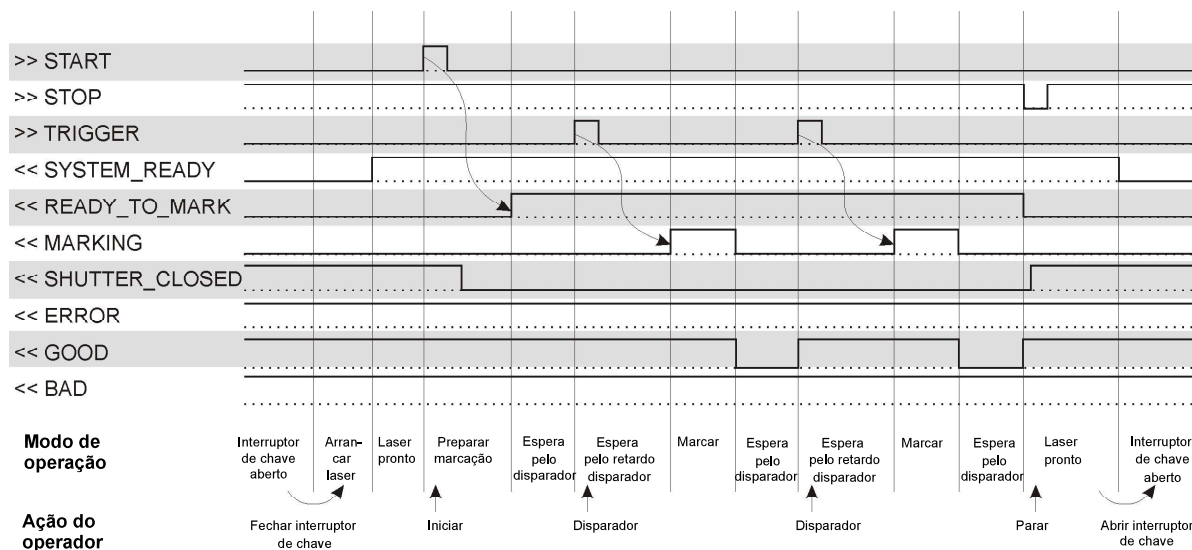 >> START
>> STOP
>> TRIGGER
<< SYSTEM_READY
<< READY_TO_MARK
<< MARKING
<< SHUTTER_CLOSED
<< ERROR
<< GOOD
<< BAD
Modo de
operação
Interruptor
de chave
aberto
Arran-
car
laser
Laser
pronto
Preparar
marcação
Espera
pelo
disparador
Espera
pelo retardo
disparador
Marcar
Espera
pelo
disparador
Espera
pelo retardo
disparador
Marcar
Espera
pelo
disparador
Laser
pronto
Interruptor
de chave
aberto
Ação do
operador
Fechar interruptor
de chave
Iniciar
Disparador
Disparador
Parar
Abrir interruptor
de chave